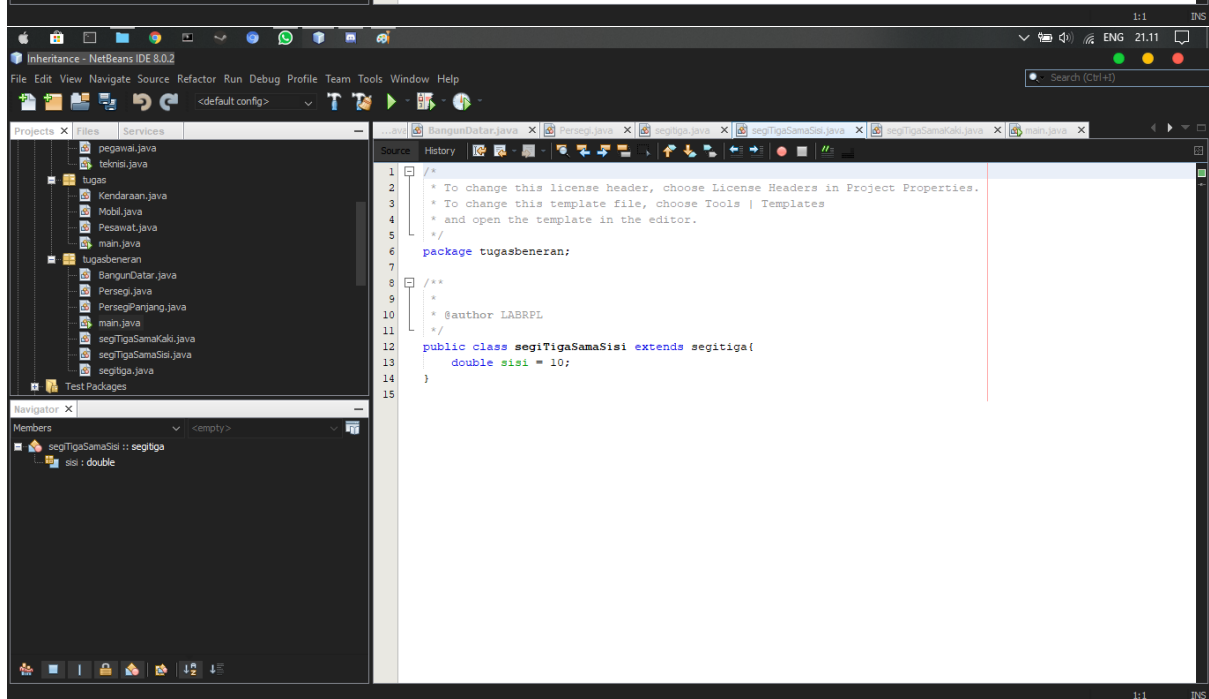 1:1 INS
ENG 21.11
Inheritance - NetBeans IDE 8.0.2
File Edit View Navigate Source Refactor Run Debug Profile Team Tools Window Help
Search (Ctrl+I)
<default config>
Projects Files Services
...ava BangunDatar.java Persegi.java segitiga.java segiTigaSamaSisi.java segiTigaSamaKaki.java main.java
Source History
pegawai.java
teknisi.java
tugas
Kendaraan.java
Mobil.java
Pesawat.java
main.java
tugasbeneran
BangunDatar.java
Persegi.java
PersegiPanjang.java
main.java
segiTigaSamaKaki.java
segiTigaSamaSisi.java
segitiga.java
Test Packages
Navigator
Members <empty>
segiTigaSamaSisi :: segitiga
sisi : double
1 /*
2 * To change this license header, choose License Headers in Project Properties.
3 * To change this template file, choose Tools | Templates
4 * and open the template in the editor.
5 */
6 package tugasbeneran;
7
8 /**
9 *
10 * @author LABRPL
11 */
12 public class segiTigaSamaSisi extends segitiga{
13 double sisi = 10;
14 }
15
1:1 INS